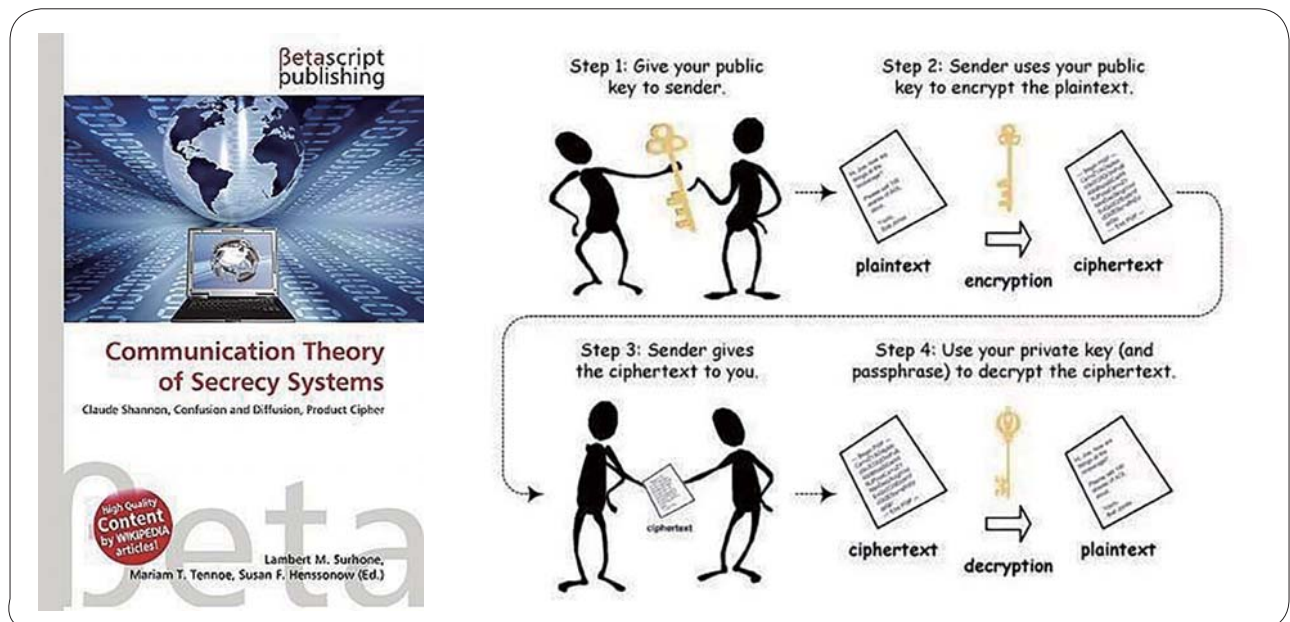 βetascript
publishing
Communication Theory
of Secrecy Systems
Claude Shannon, Confusion and Diffusion, Product Cipher
High Quality
Content
by WIKIPEDIA
articles!
Lambert M. Surhone,
Mariam T. Tennoe, Susan F. Henssonow (Ed.)
βeta
Step 1: Give your public
key to sender.
Step 2: Sender uses your public
key to encrypt the plaintext.
plaintext
encryption
ciphertext
Step 3: Sender gives
the ciphertext to you.
ciphertext
Step 4: Use your private key (and
passphrase) to decrypt the ciphertext.
ciphertext
decryption
plaintext